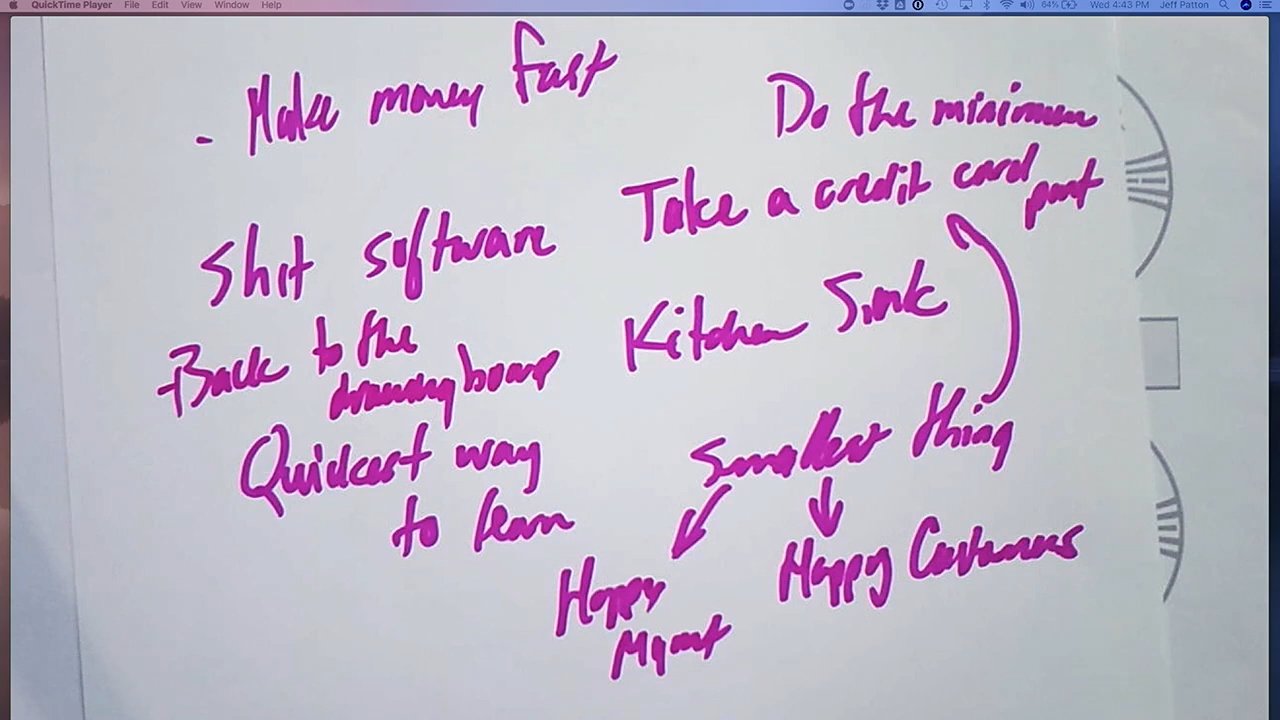 QuickTime Player File Edit View Window Help 64% Wed 4:43 PM Jeff Patton
- Make money fast
Shit software
- Back to the
drawing board
Quickest way
to learn
Do the minimum
Take a credit card
part
Kitchen Sink
Smallest thing
Happy
Mgmt
Happy Customers